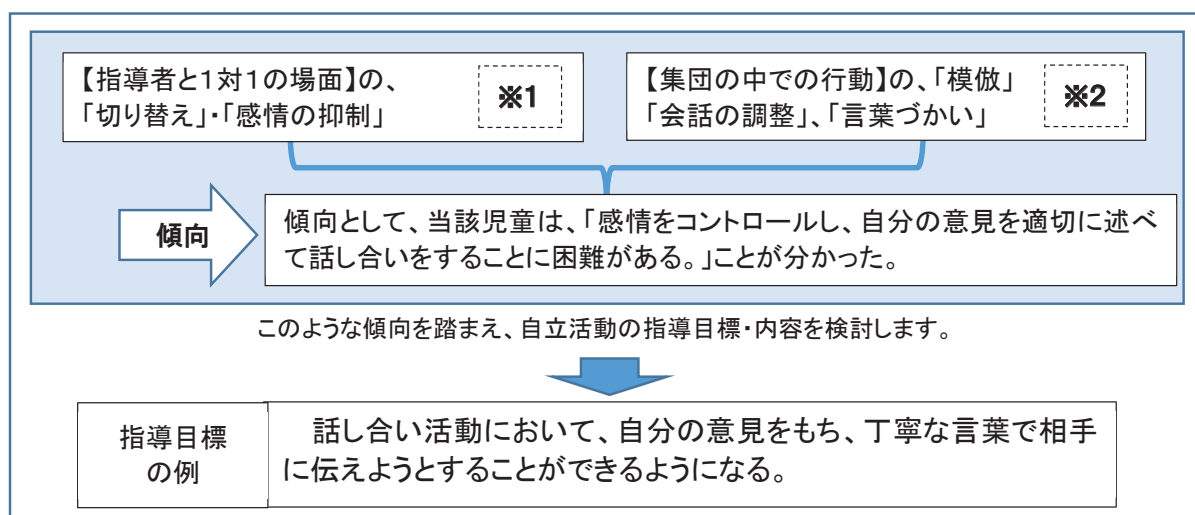 【指導者と1対1の場面】の、
「切り替え」・「感情の抑制」
※1
【集団の中での行動】の、「模倣」
「会話の調整」、「言葉づかい」
※2
傾向
傾向として、当該児童は、「感情をコントロールし、自分の意見を適切に述べ
て話し合いをすることに困難がある。」ことが分かった。
このような傾向を踏まえ、自立活動の指導目標・内容を検討します。
指導目標
の例
話し合い活動において、自分の意見をもち、丁寧な言葉で相手
に伝えようとすることができるようになる。